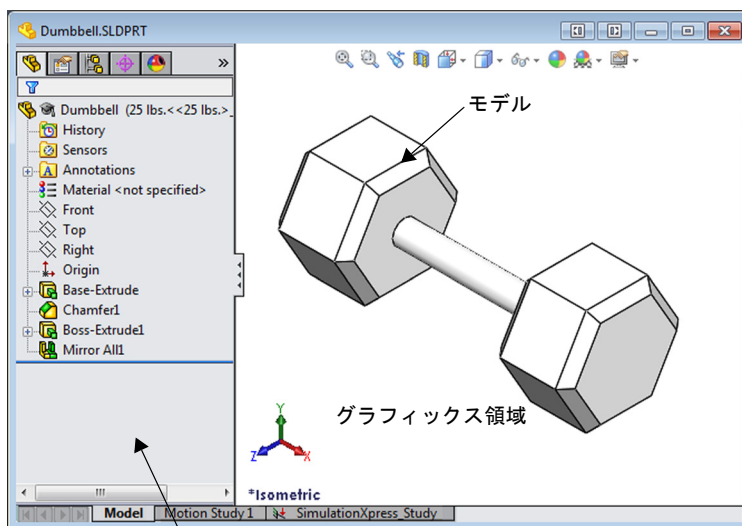 Dumbbell.SLDPRT
»
Dumbbell (25 lbs.<<25 lbs.>_
History
Sensors
A Annotations
Material <not specified>
Front
Top
Right
Origin
Base-Extrude
Chamfer1
Boss-Extrude1
Mirror All1
モデル
グラフィックス領域
Y
Z X
*Isometric
Model Motion Study 1 SimulationXpress_Study